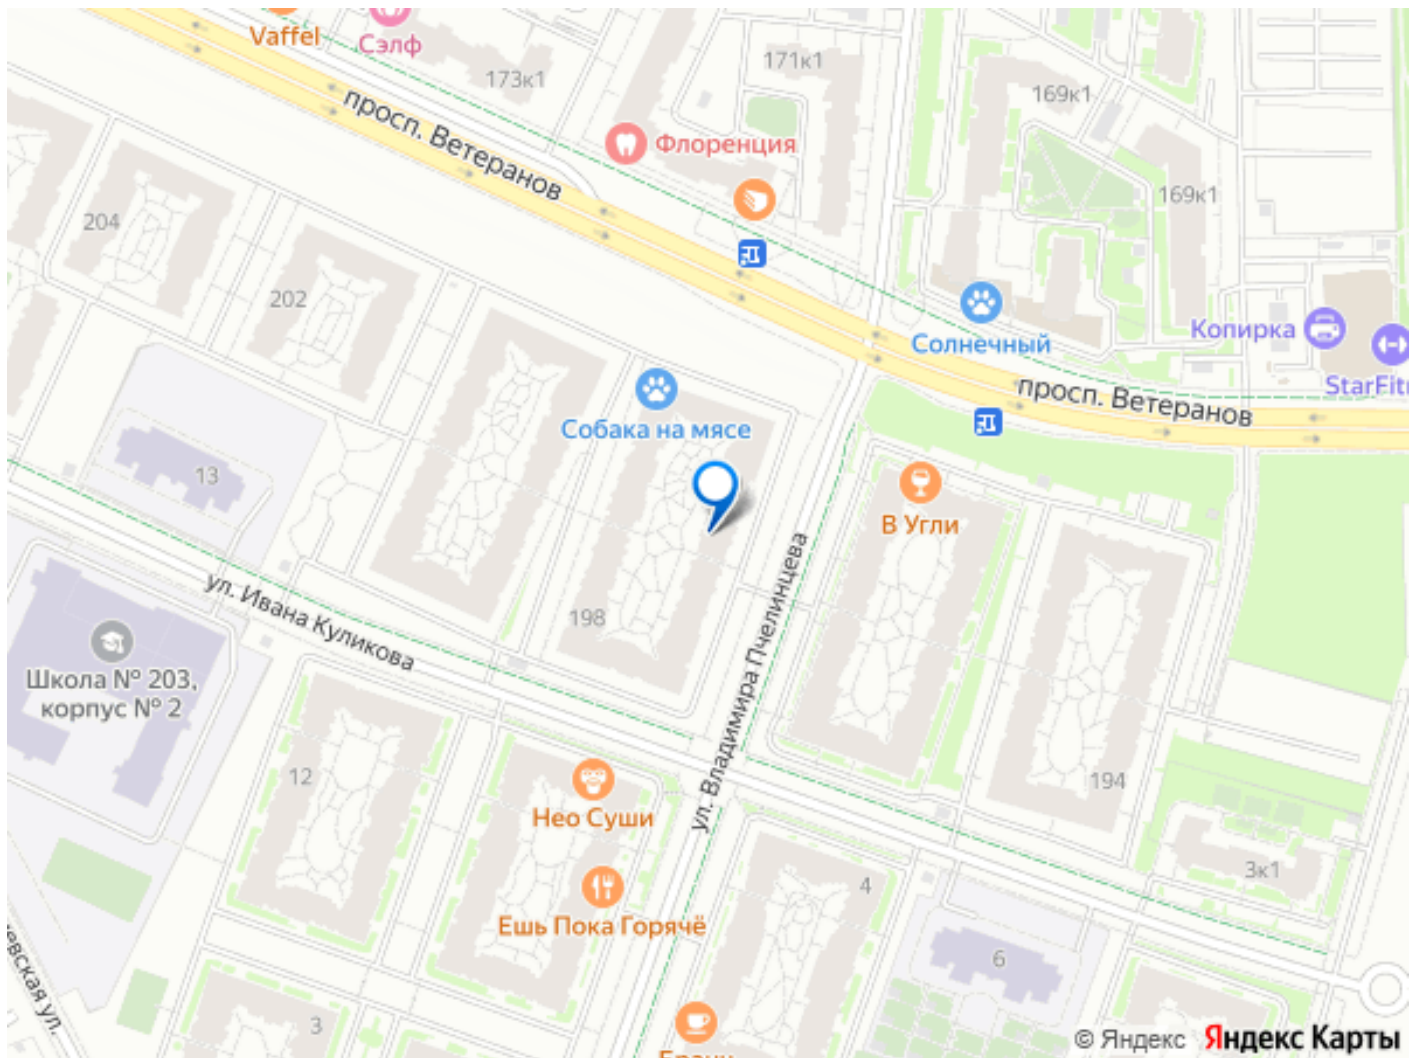 Vaffel
Сэлф
173к1
171к1
169к1
просп. Ветеранов
Флоренция
169к1
204
202
Солнечный
Копирка
StarFit
просп. Ветеранов
Собака на мясе
13
В Угли
ул. Ивана Куликова
198
ул. Владимира Пчелинцева
Школа № 203,
корпус № 2
12
194
Нео Суши
3к1
4
Ешь Пока Горячё
6
евская ул.
3
© Яндекс Яндекс Карты